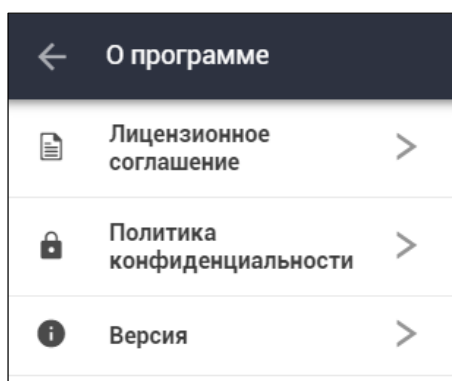 О программе
Лицензионное
соглашение
Политика
конфиденциальности
Версия